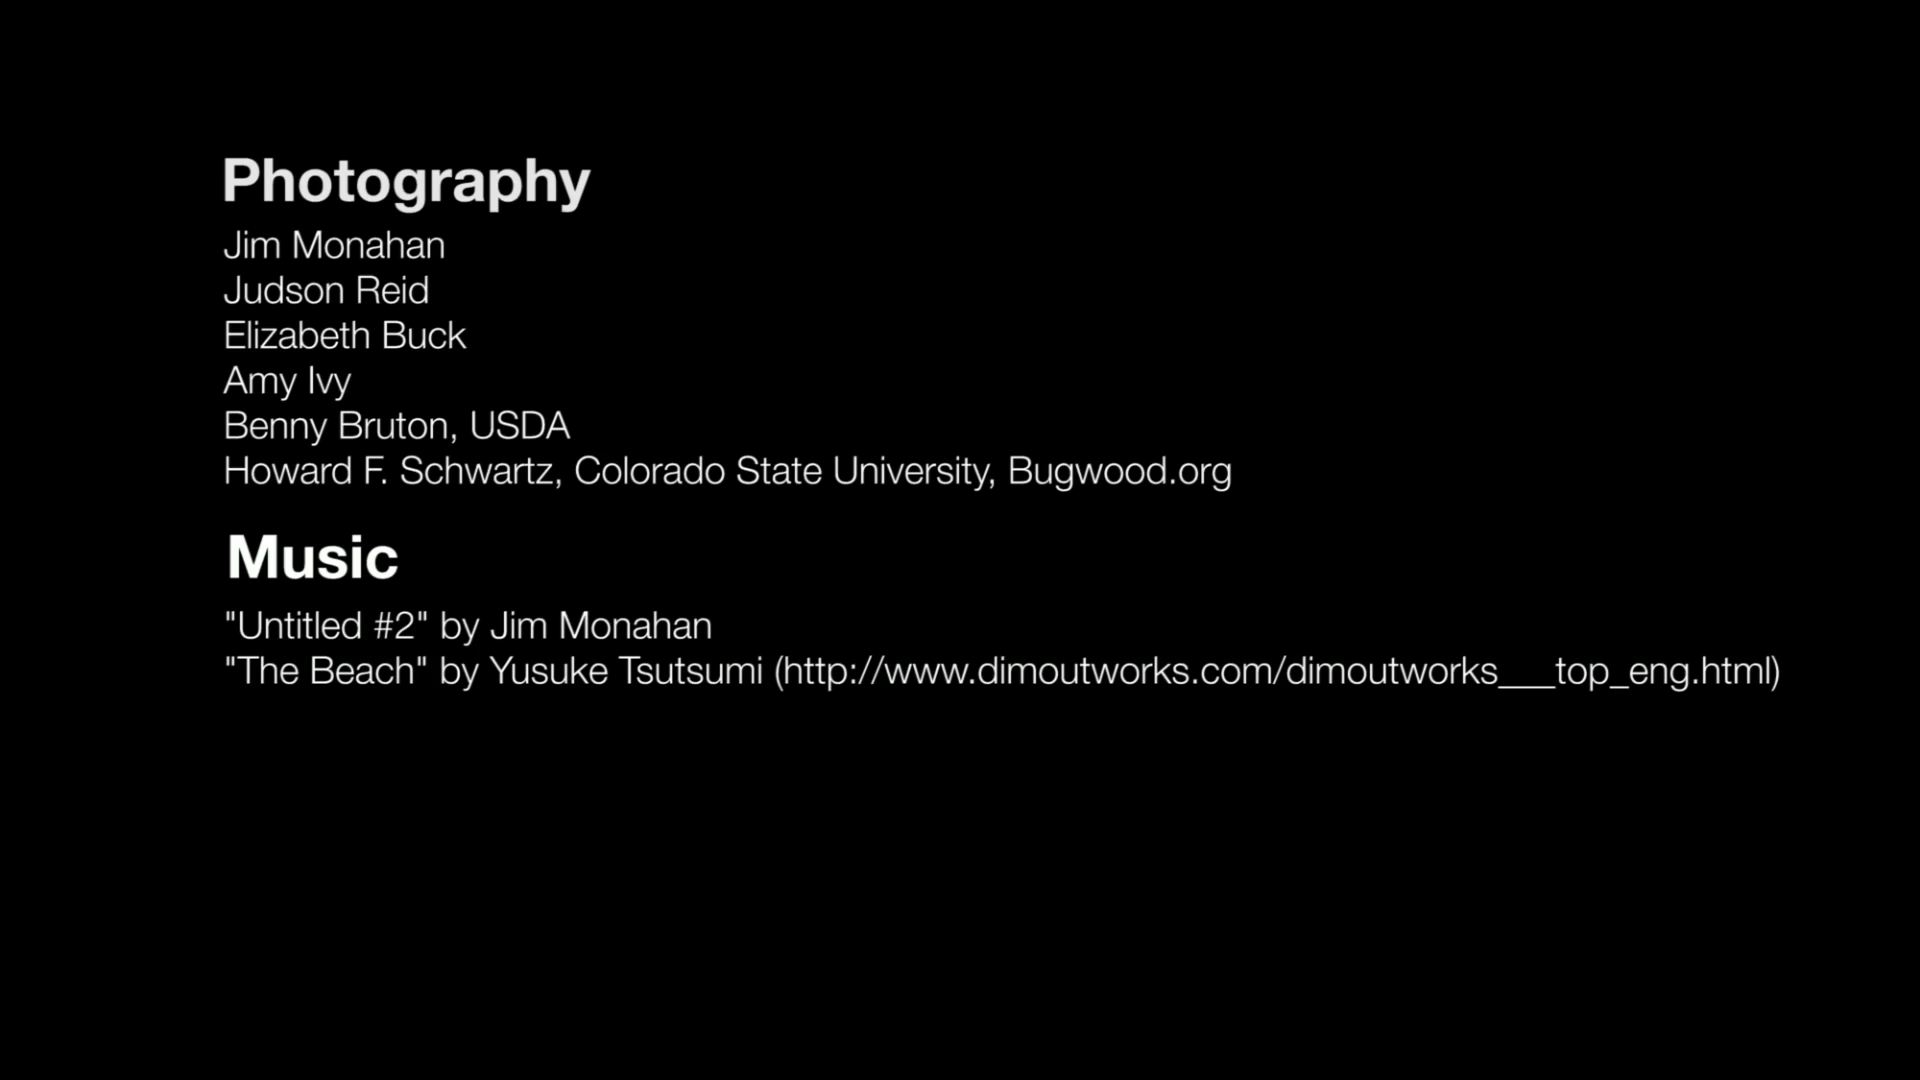 Photography
Jim Monahan
Judson Reid
Elizabeth Buck
Amy Ivy
Benny Bruton, USDA
Howard F. Schwartz, Colorado State University, Bugwood.org
Music
"Untitled #2" by Jim Monahan
"The Beach" by Yusuke Tsutsumi (http://www.dimoutworks.com/dimoutworks___top_eng.html)